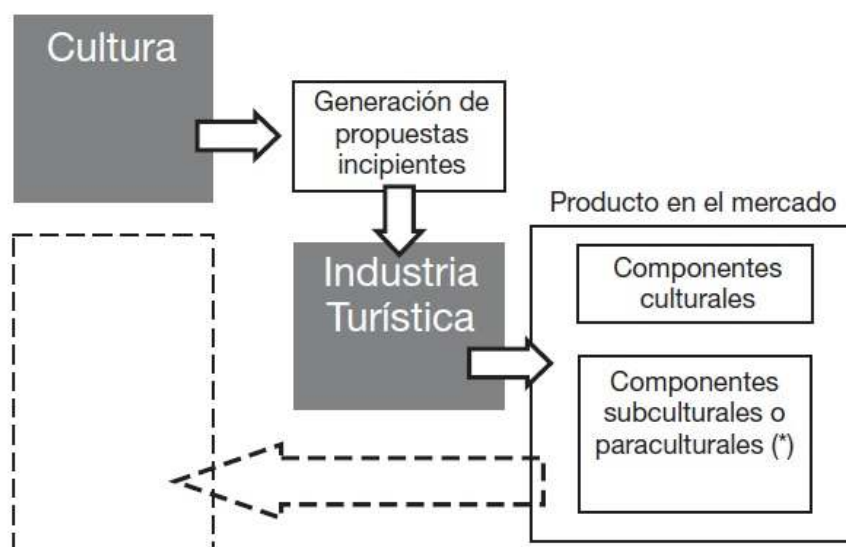 Cultura
Generación de
propuestas
incipientes
Producto en el mercado
Industria
Turística
Componentes
culturales
Componentes
subculturales o
paraculturales (*)